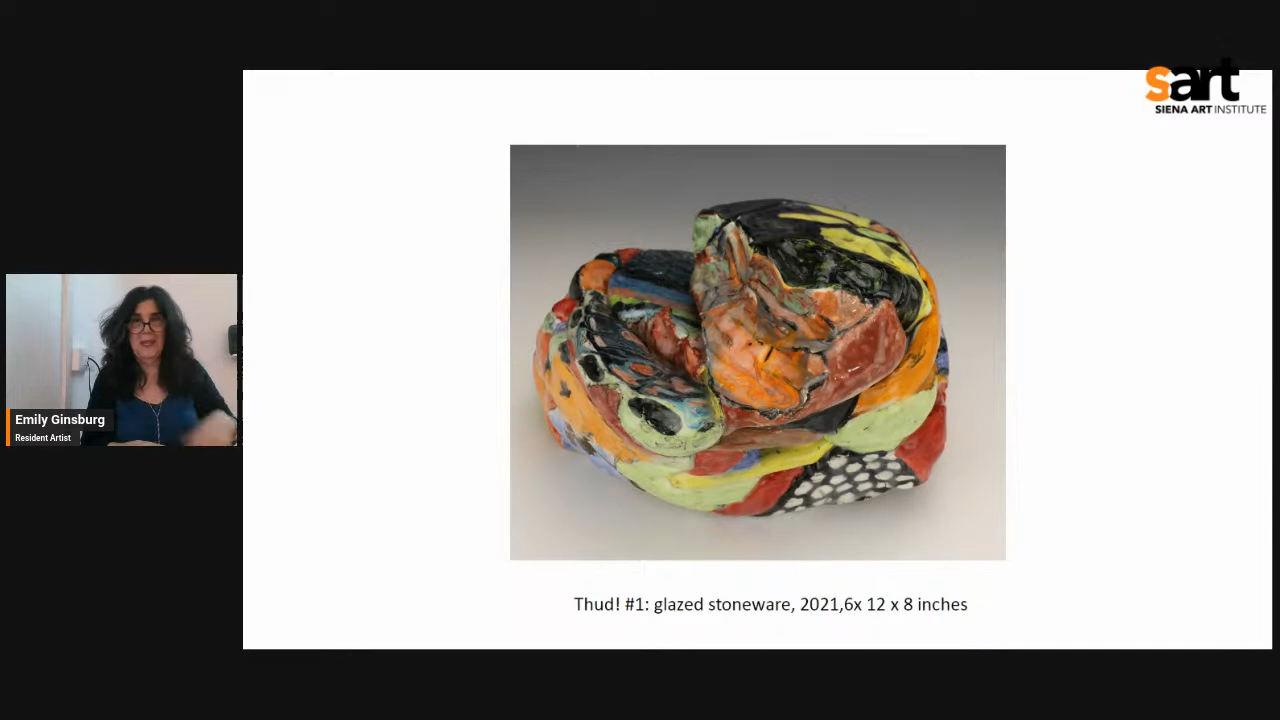 sart
SIENA ART INSTITUTE
Emily Ginsburg
Resident Artist
Thud! #1: glazed stoneware, 2021,6x 12 x 8 inches